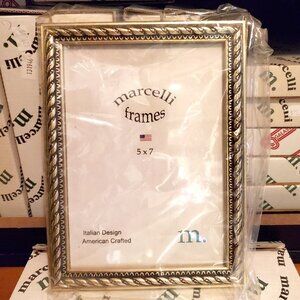 marcelli
frames
5 x 7
Italian Design
American Crafted
m.